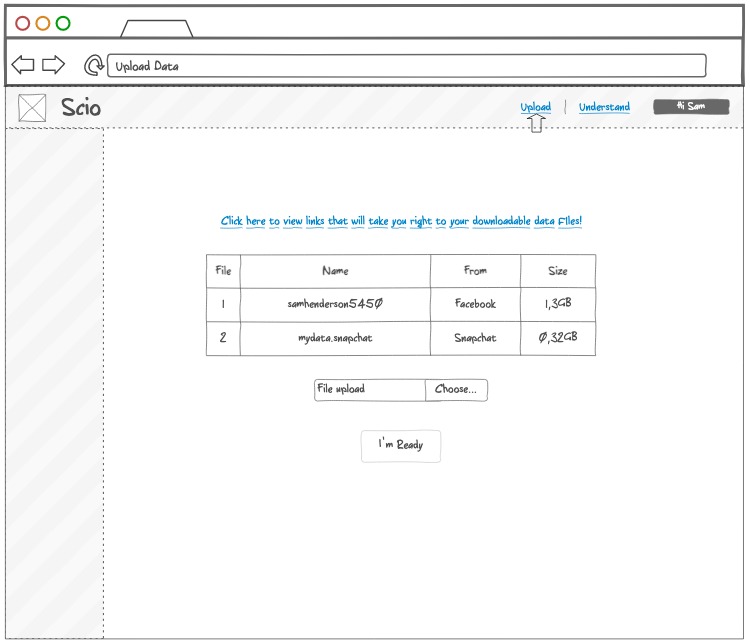 Upload Data
Scio
Upload | Understand Hi Sam
Click here to view links that will take you right to your downloadable data FIles!
File Name From Size
1 samhenderson5450 Facebook 1,3GB
2 mydata.snapchat Snapchat 0,32GB
File upload Choose...
I'm Ready